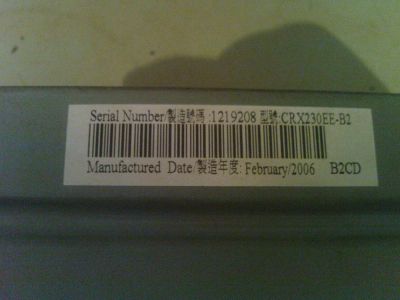 Serial Number/製造號碼:1219208 型號:CRX230EE-B2
Manufactured Date/製造年度: February/2006 B2CD